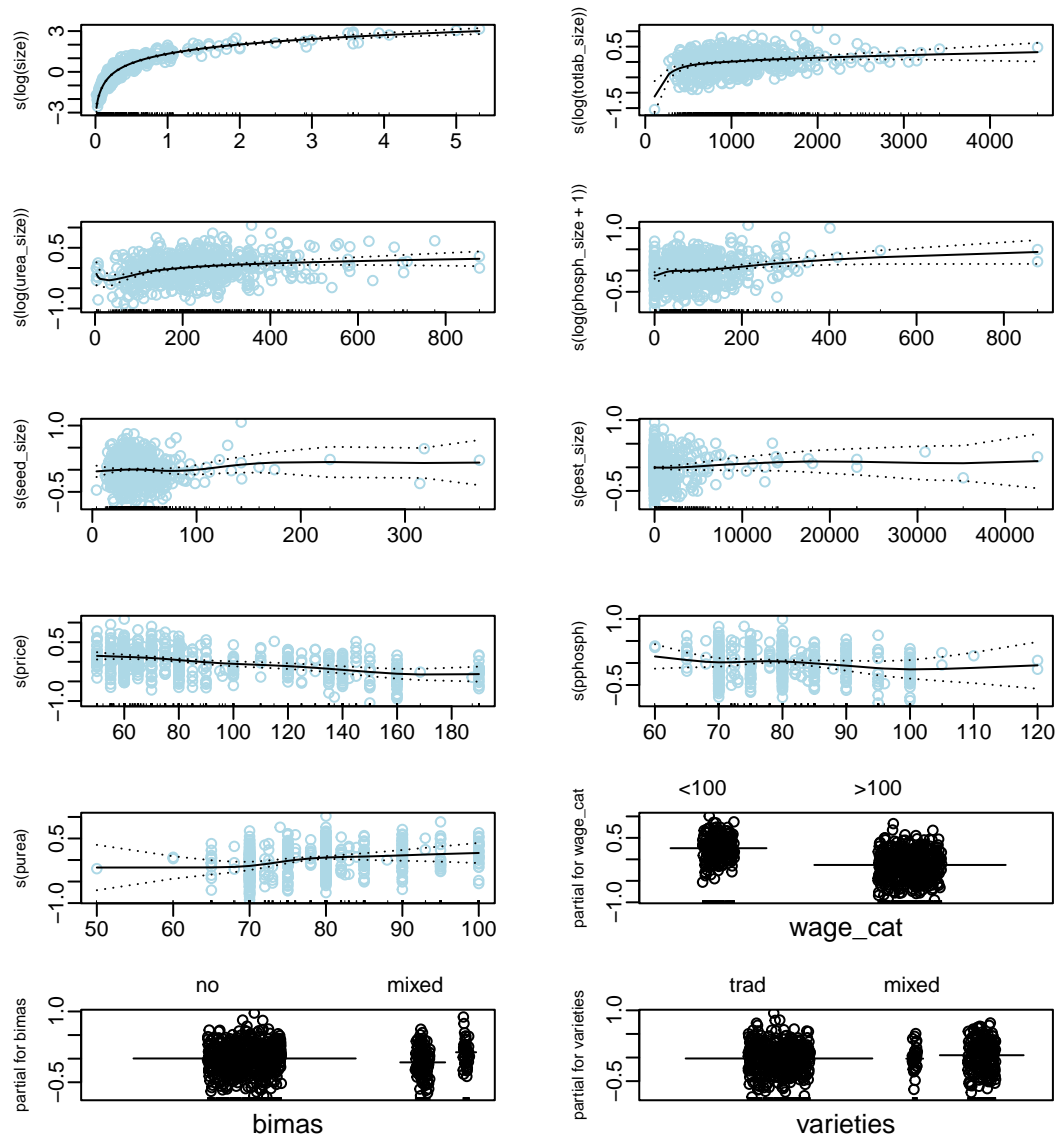 s(log(size))
−3 0 3
0 1 2 3 4 5
s(log(totlab_size))
−1.5 0.5
0 1000 2000 3000 4000
s(log(urea_size))
−1.0 0.5
0 200 400 600 800
s(log(phosph_size + 1))
−0.5 1.0
0 200 400 600 800
s(seed_size)
−0.5 1.0
0 100 200 300
s(pest_size)
−0.5 1.0
0 10000 20000 30000 40000
s(price)
−1.0 0.5
60 80 100 120 140 160 180
s(pphosph)
−0.5 1.0
60 70 80 90 100 110 120
s(purea)
−1.0 0.5
50 60 70 80 90 100
<100 >100
partial for wage_cat
−1.0 0.5
wage_cat
no mixed
partial for bimas
−0.5 1.0
bimas
trad mixed
partial for varieties
−0.5 1.0
varieties